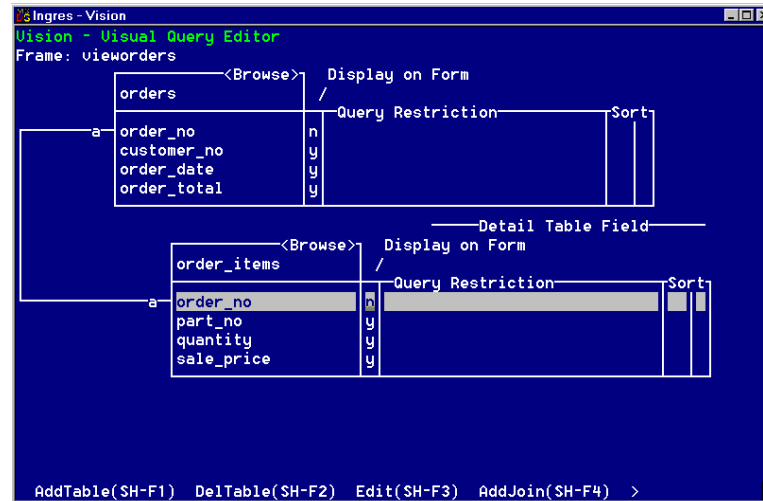 Ingres - Vision
Vision - Visual Query Editor
Frame: vieworders
<Browse> Display on Form
orders /
Query Restriction Sort
a order_no n
customer_no y
order_date y
order_total y
Detail Table Field
<Browse> Display on Form
order_items /
Query Restriction Sort
a order_no n
part_no y
quantity y
sale_price y
AddTable(SH-F1) DelTable(SH-F2) Edit(SH-F3) AddJoin(SH-F4) >